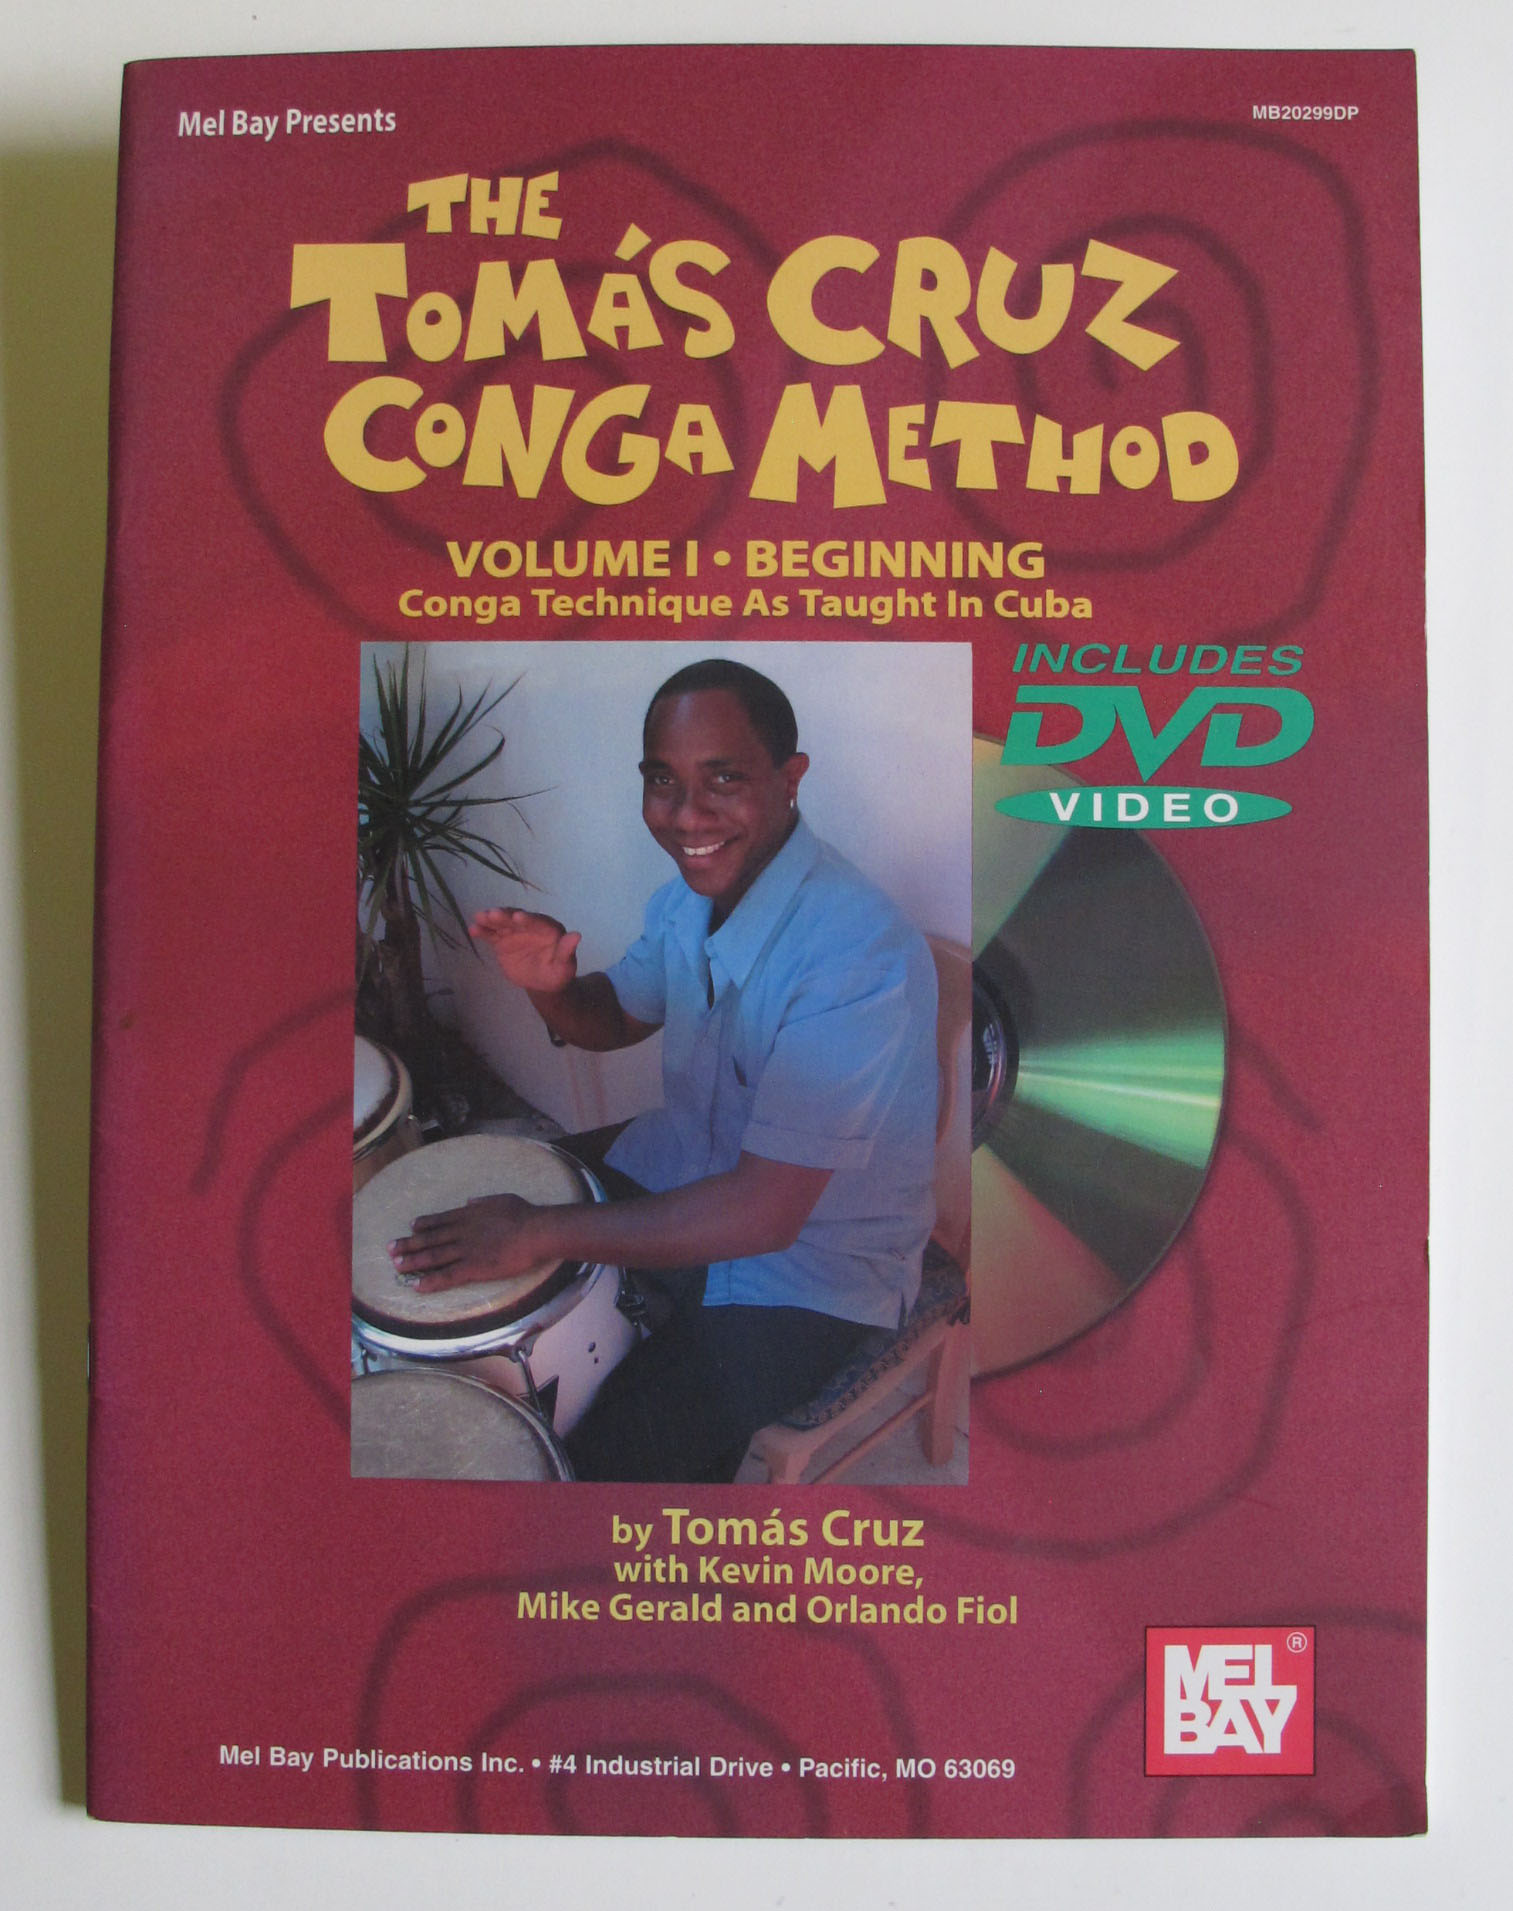 Mel Bay Presents
MB20299DP
THE
TOMÁS CRUZ
CONGA METHOD
VOLUME I • BEGINNING
Conga Technique As Taught In Cuba
INCLUDES
DVD
VIDEO
by Tomás Cruz
with Kevin Moore,
Mike Gerald and Orlando Fiol
MEL
BAY
®
Mel Bay Publications Inc. • #4 Industrial Drive • Pacific, MO 63069